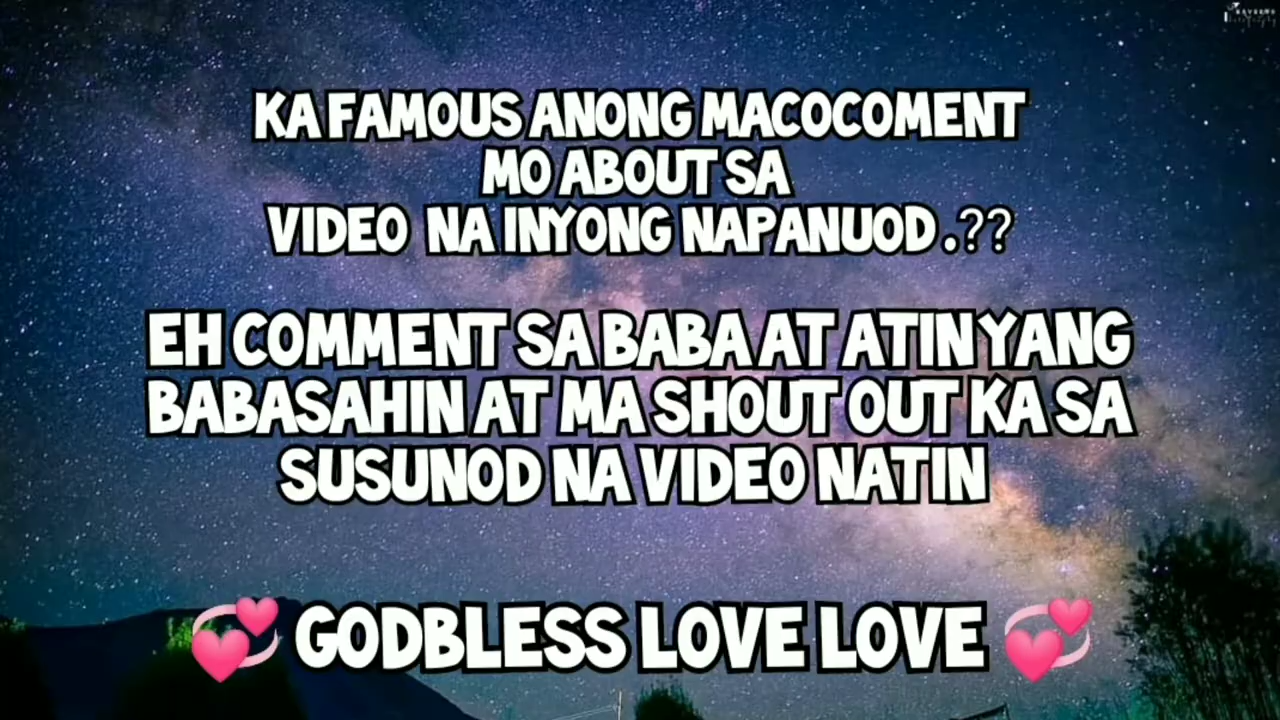 KA FAMOUS ANONG MACOCOMENT
MO ABOUT SA
VIDEO NA INYONG NAPANUOD .??
EH COMMENT SA BABA AT ATIN YANG
BABASAHIN AT MA SHOUT OUT KA SA
SUSUNOD NA VIDEO NATIN
💞 GODBLESS LOVE LOVE 💞